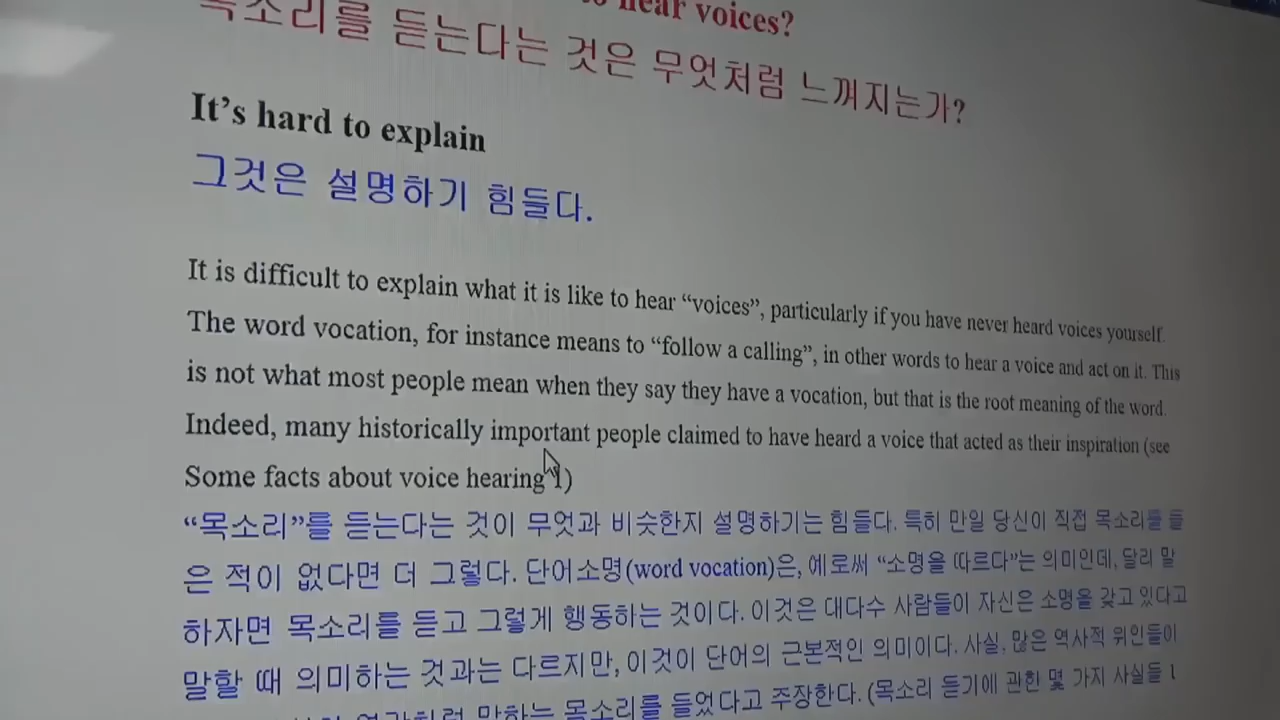 hear voices?
목소리를 듣는다는 것은 무엇처럼 느껴지는가?
It's hard to explain
그것은 설명하기 힘들다.
It is difficult to explain what it is like to hear “voices”, particularly if you have never heard voices yourself.
The word vocation, for instance means to “follow a calling”, in other words to hear a voice and act on it. This
is not what most people mean when they say they have a vocation, but that is the root meaning of the word.
Indeed, many historically important people claimed to have heard a voice that acted as their inspiration (see
Some facts about voice hearing 1)
“목소리”를 듣는다는 것이 무엇과 비슷한지 설명하기는 힘들다. 특히 만일 당신이 직접 목소리를 들
은 적이 없다면 더 그렇다. 단어소명(word vocation)은, 예로써 “소명을 따르다”는 의미인데, 달리 말
하자면 목소리를 듣고 그렇게 행동하는 것이다. 이것은 대다수 사람들이 자신은 소명을 갖고 있다고
말할 때 의미하는 것과는 다르지만, 이것이 단어의 근본적인 의미이다. 사실, 많은 역사적 위인들이
말하는 목소리를 들었다고 주장한다. (목소리 듣기에 관한 몇 가지 사실들 1